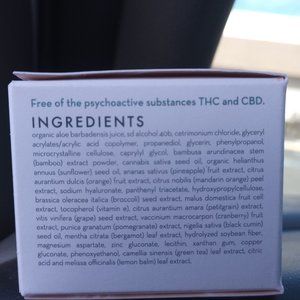 Free of the psychoactive substances THC and CBD.
INGREDIENTS
organic aloe barbadensis juice, sd alcohol 40b, cetrimonium chloride, glyceryl
acrylates/acrylic acid copolymer, propanediol, glycerin, phenylpropanol,
microcrystalline cellulose, caprylyl glycol, bambusa arundinacea stem
(bamboo) extract powder, cannabis sativa seed oil, organic helianthus
annuus (sunflower) seed oil, ananas sativus (pineapple) fruit extract, citrus
aurantium dulcis (orange) fruit extract, citrus nobilis (mandarin orange) peel
extract, sodium hyaluronate, panthenyl triacetate, hydroxypropylcellulose,
brassica oleracea italica (broccoli) seed extract, malus domestica fruit cell
extract, tocopherol (vitamin e), citrus aurantium amara (petitgrain) extract,
vitis vinifera (grape) seed extract, vaccinium macrocarpon (cranberry) fruit
extract, punica granatum (pomegranate) extract, nigella sativa (black cumin)
seed oil, mentha citrata (bergamot) leaf extract, hydrolyzed soybean fiber,
magnesium aspartate, zinc gluconate, lecithin, xanthan gum, copper
gluconate, phenoxyethanol, camellia sinensis (green tea) leaf extract, citric
acid and melissa officinalis (lemon balm) leaf extract.